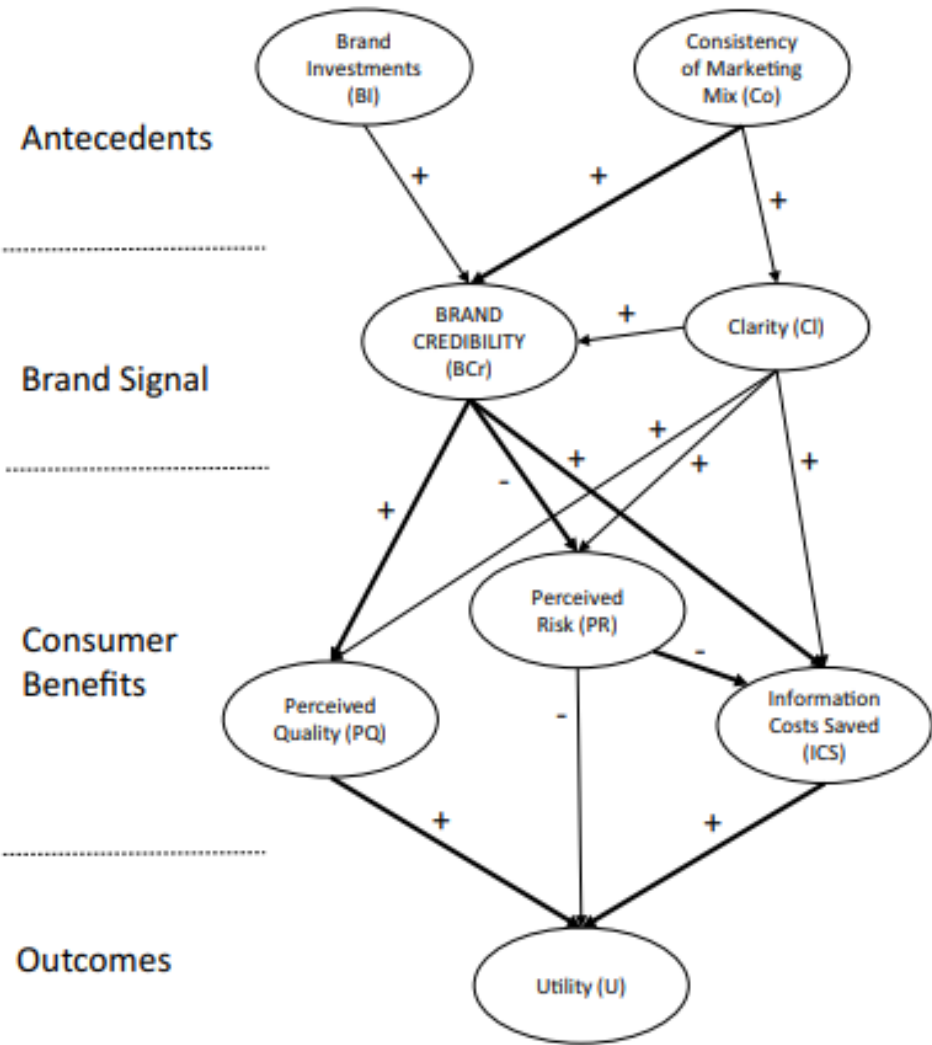 Brand
Investments
(BI)
Consistency
of Marketing
Mix (Co)
Antecedents
+
+
+
BRAND
CREDIBILITY
(BCr)
+
Clarity (Cl)
Brand Signal
+
-
+
+
+
+
Consumer
Benefits
Perceived
Risk (PR)
-
Perceived
Quality (PQ)
-
Information
Costs Saved
(ICS)
+
+
Outcomes
Utility (U)